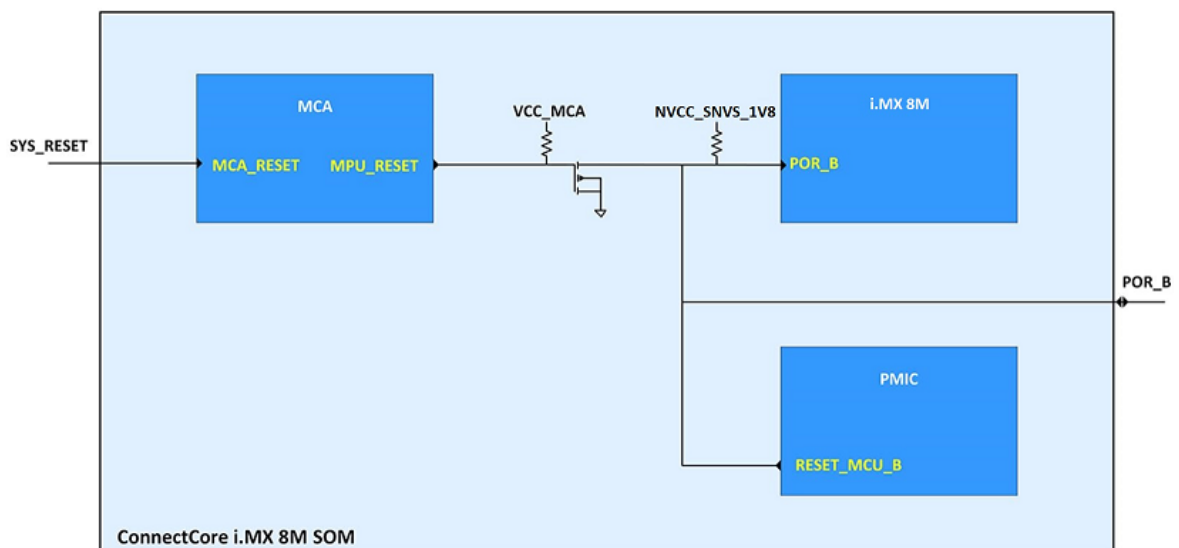 MCA
i.MX 8M
VCC_MCA
NVCC_SNVS_1V8
SYS_RESET
MCA_RESET
MPU_RESET
POR_B
POR_B
PMIC
RESET_MCU_B
ConnectCore i.MX 8M SOM